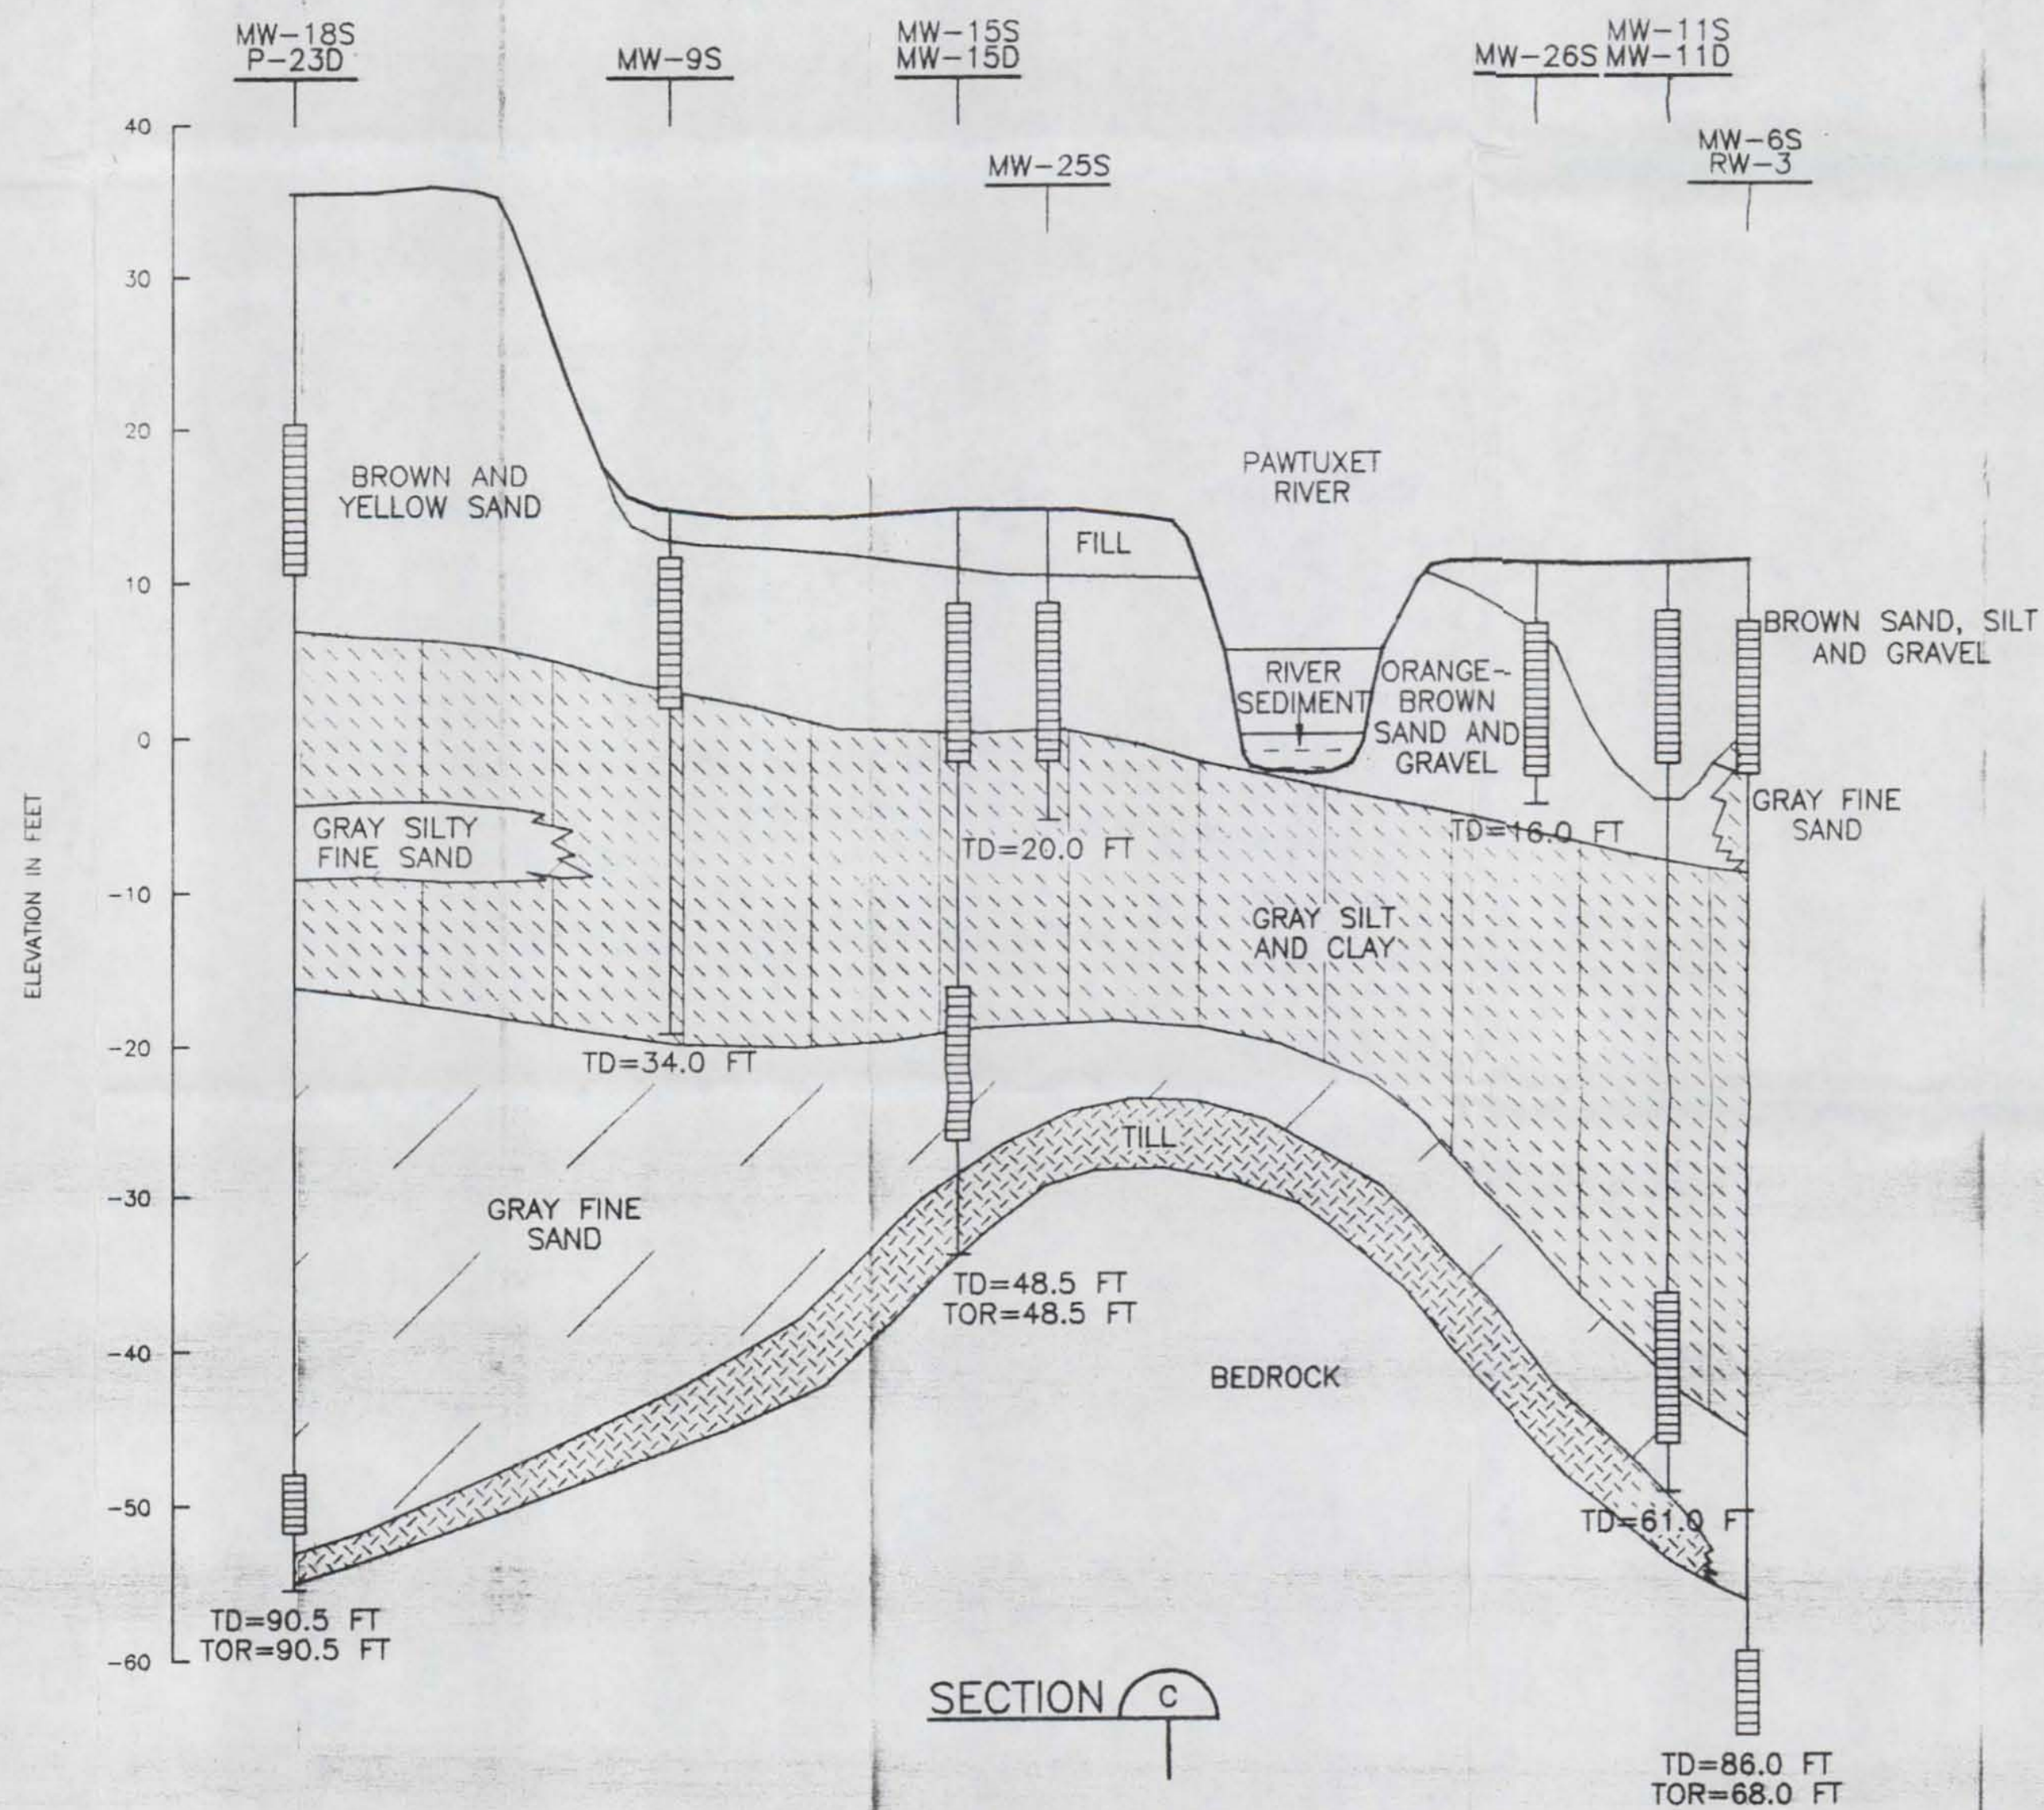 MW-18S
P-23D
MW-9S
MW-15S
MW-15D
MW-25S
MW-26S
MW-11S
MW-11D
MW-6S
RW-3
ELEVATION IN FEET
40
30
20
10
0
-10
-20
-30
-40
-50
-60
BROWN AND
YELLOW SAND
FILL
PAWTUXET
RIVER
RIVER
SEDIMENT
ORANGE-
BROWN
SAND AND
GRAVEL
BROWN SAND, SILT
AND GRAVEL
GRAY FINE
SAND
GRAY SILTY
FINE SAND
TD=20.0 FT
TD=16.0 FT
GRAY SILT
AND CLAY
TD=34.0 FT
TILL
GRAY FINE
SAND
TD=48.5 FT
TOR=48.5 FT
BEDROCK
TD=61.0 FT
TD=90.5 FT
TOR=90.5 FT
SECTION C
TD=86.0 FT
TOR=68.0 FT